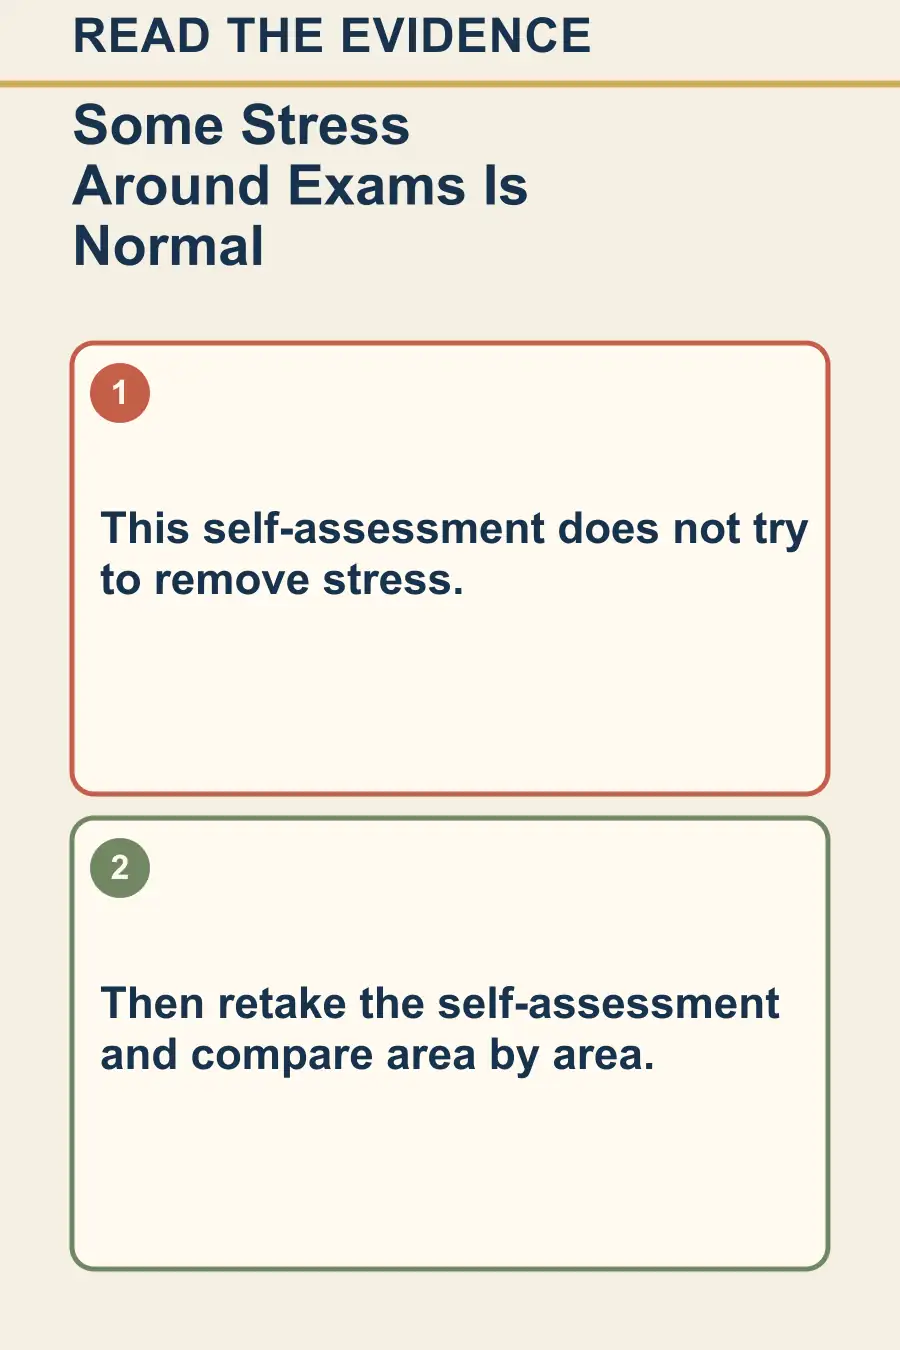 READ THE EVIDENCE
Some Stress
Around Exams Is
Normal
1
This self-assessment does not try
to remove stress.
2
Then retake the self-assessment
and compare area by area.